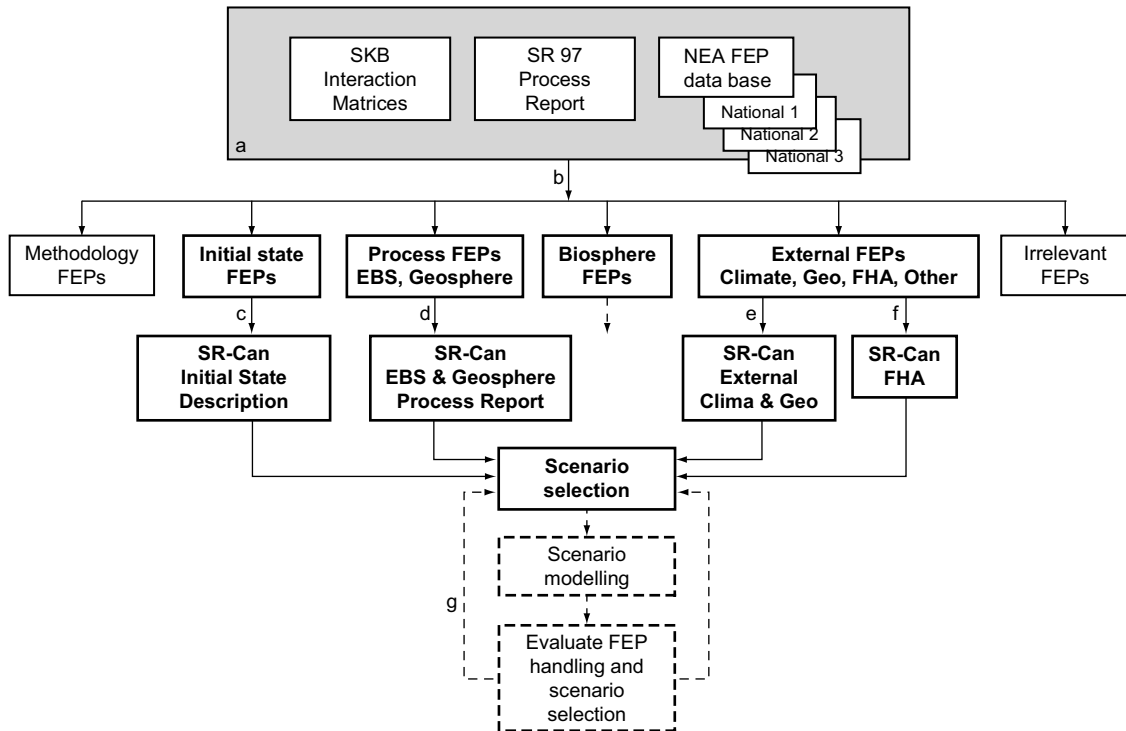 SKB
Interaction
Matrices
SR 97
Process
Report
NEA FEP
data base
National 1
National 2
National 3
a
b
Methodology
FEPs
Initial state
FEPs
Process FEPs
EBS, Geosphere
Biosphere
FEPs
External FEPs
Climate, Geo, FHA, Other
Irrelevant
FEPs
c
d
e
f
SR-Can
Initial State
Description
SR-Can
EBS & Geosphere
Process Report
SR-Can
External
Clima & Geo
SR-Can
FHA
Scenario
selection
Scenario
modelling
g
Evaluate FEP
handling and
scenario
selection